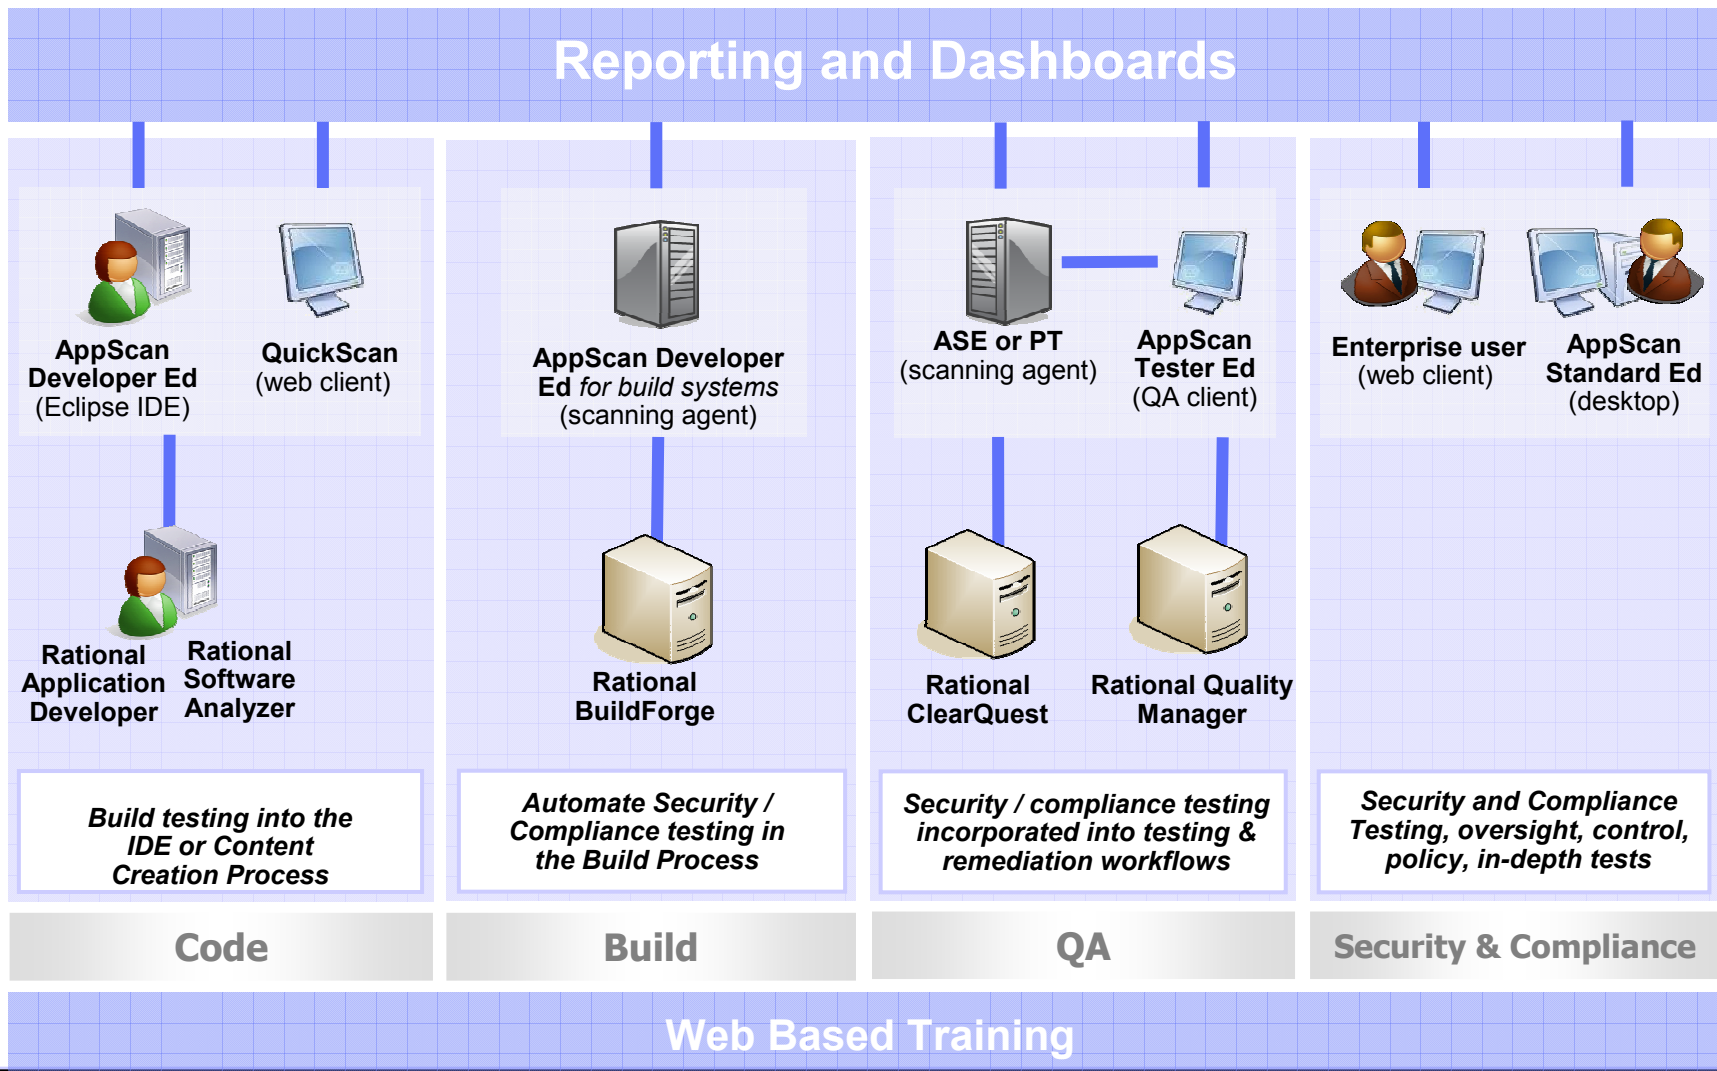 Reporting and Dashboards
AppScan
Developer Ed
(Eclipse IDE)
QuickScan
(web client)
Rational
Application
Developer
Rational
Software
Analyzer
Build testing into the
IDE or Content
Creation Process
Code
AppScan Developer
Ed for build systems
(scanning agent)
Rational
BuildForge
Automate Security /
Compliance testing in
the Build Process
Build
ASE or PT
(scanning agent)
AppScan
Tester Ed
(QA client)
Rational
ClearQuest
Rational Quality
Manager
Security / compliance testing
incorporated into testing &
remediation workflows
QA
Enterprise user
(web client)
AppScan
Standard Ed
(desktop)
Security and Compliance
Testing, oversight, control,
policy, in-depth tests
Security & Compliance
Web Based Training